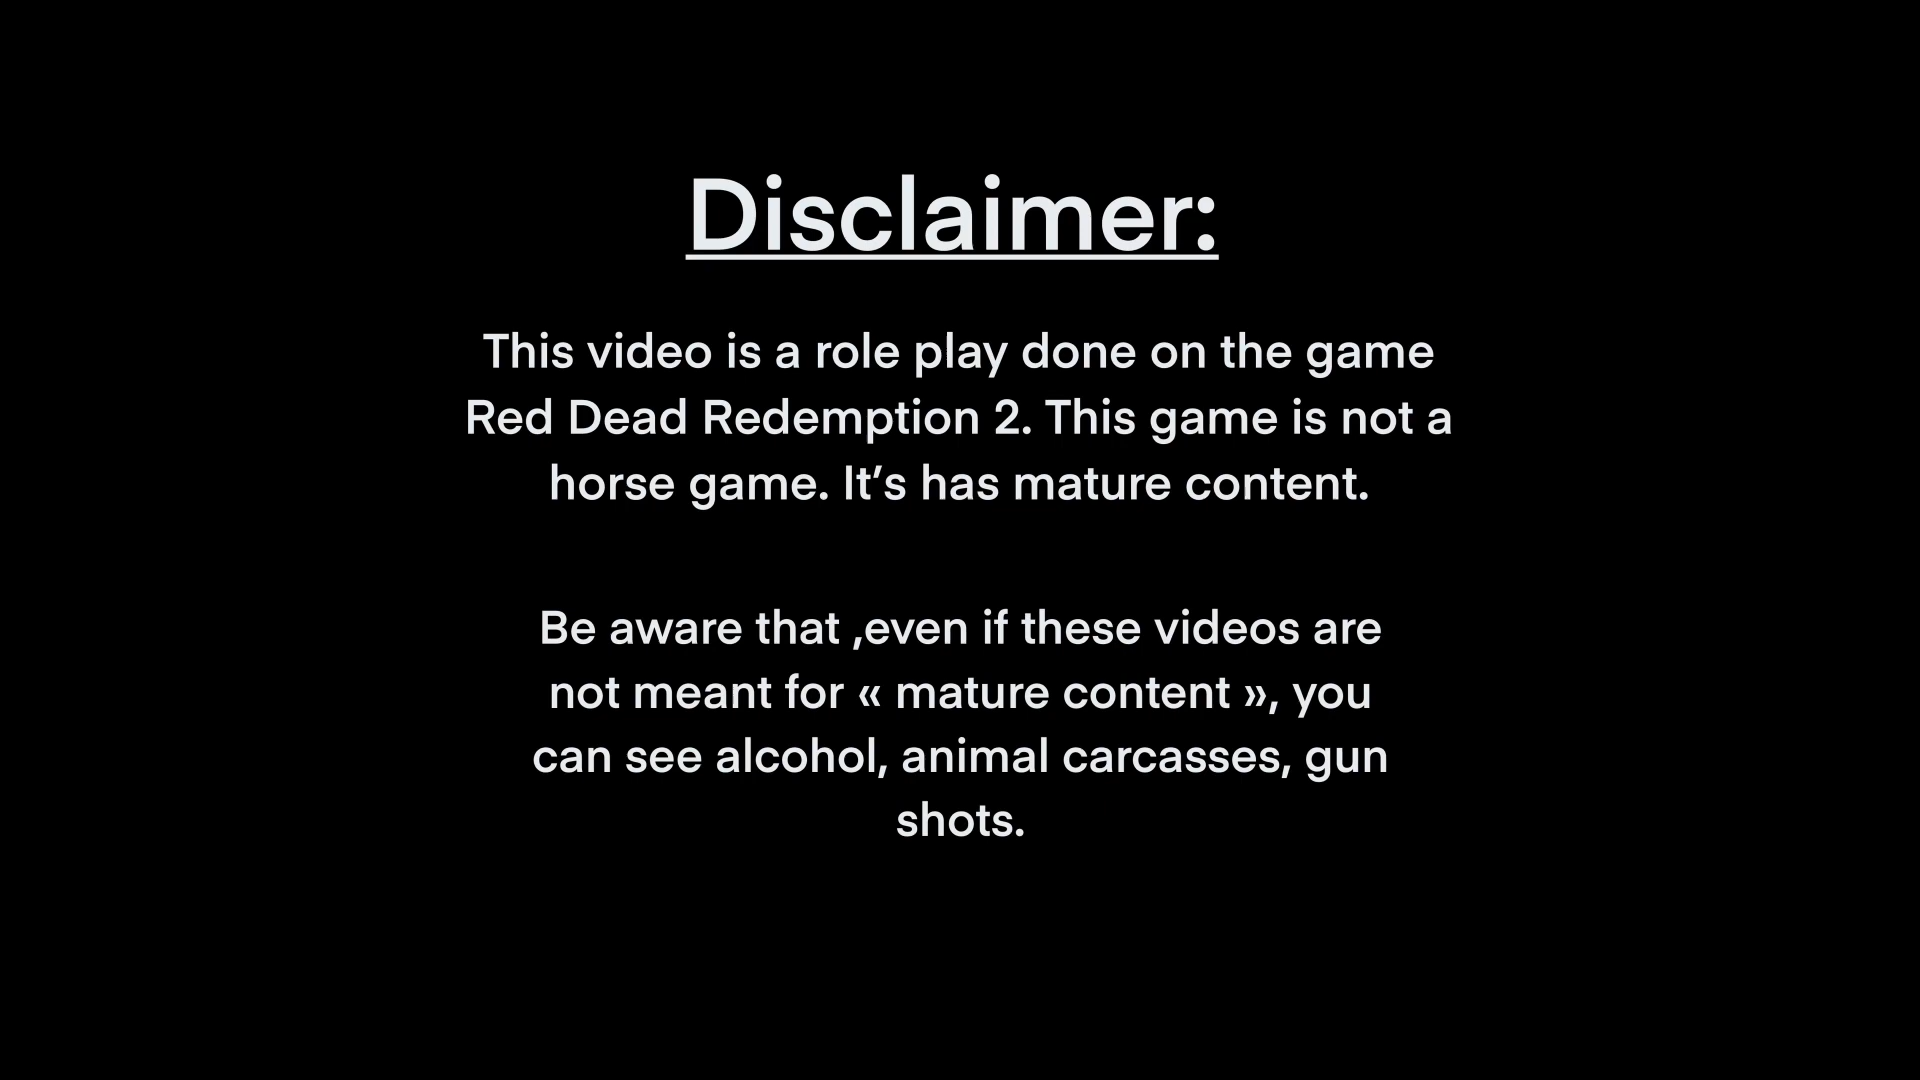 Disclaimer:
This video is a role play done on the game
Red Dead Redemption 2. This game is not a
horse game. It’s has mature content.
Be aware that ,even if these videos are
not meant for « mature content », you
can see alcohol, animal carcasses, gun
shots.